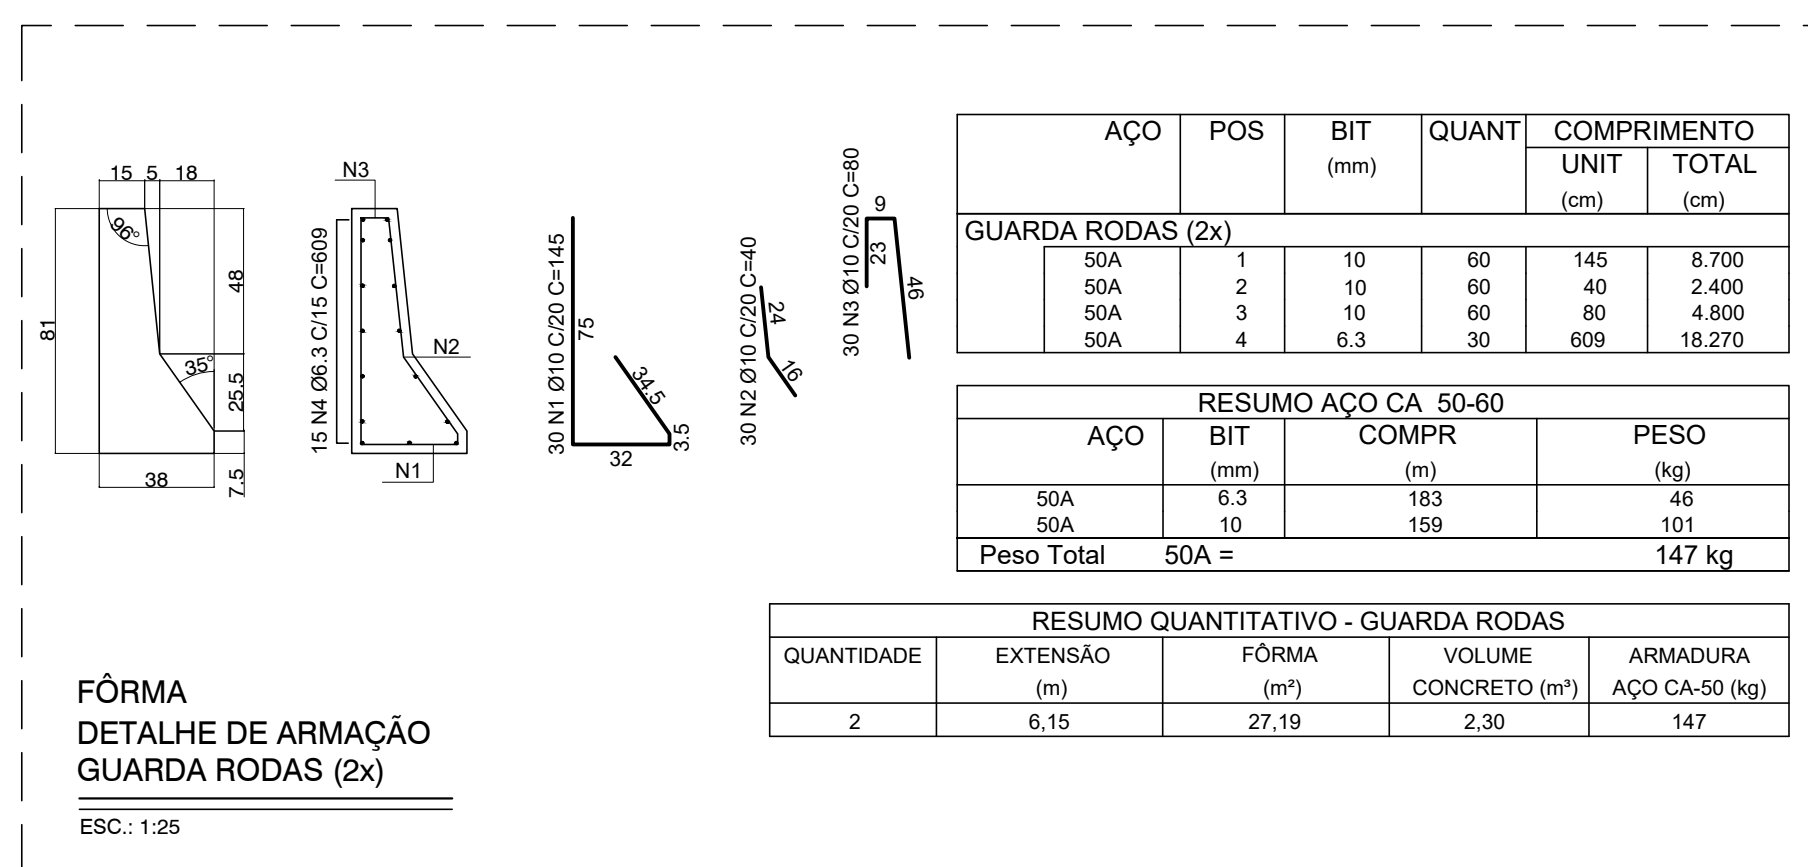 15 5 18
96°
48
81
35°
25.5
38
7.5
N3
15 N4 Ø6.3 C/15 C=609
N2
N1
30 N1 Ø10 C/20 C=145
75
34.5
3.5
32
30 N2 Ø10 C/20 C=40
24
16
30 N3 Ø10 C/20 C=80
9
23
46
AÇO POS BIT QUANT COMPRIMENTO
(mm) UNIT TOTAL
(cm) (cm)
GUARDA RODAS (2x)
50A 1 10 60 145 8.700
50A 2 10 60 40 2.400
50A 3 10 60 80 4.800
50A 4 6.3 30 609 18.270
RESUMO AÇO CA 50-60
AÇO BIT COMPR PESO
(mm) (m) (kg)
50A 6.3 183 46
50A 10 159 101
Peso Total 50A = 147 kg
RESUMO QUANTITATIVO - GUARDA RODAS
QUANTIDADE EXTENSÃO FÔRMA VOLUME ARMADURA
(m) (m²) CONCRETO (m³) AÇO CA-50 (kg)
2 6,15 27,19 2,30 147
FÔRMA
DETALHE DE ARMAÇÃO
GUARDA RODAS (2x)
ESC.: 1:25